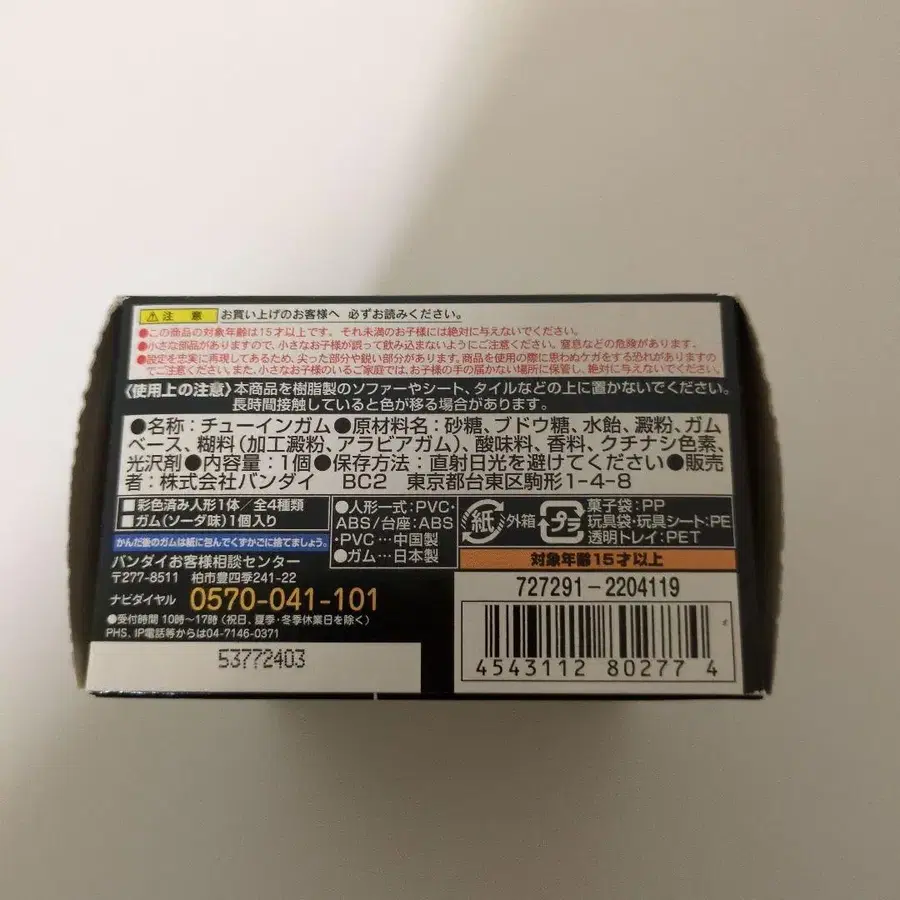 ⚠注 意 お買い上げのお客様へ 必ずお読みください。
●この商品の対象年齢は15才以上です。それ未満のお子様には絶対に与えないでください。
●小さな部品がありますので、小さなお子様が誤って飲み込まないようにご注意ください。窒息などの危険があります。
●設定を忠実に再現してあるため、尖った部分や鋭い部分があります。商品を使用の際に思わぬケガをする恐れがありますの
でご注意ください。また、小さなお子様のいるご家庭では、お子様の手の届かない場所に保管し、絶対に与えないでください。
《使用上の注意》本商品を樹脂製のソファーやシート、タイルなどの上に置かないでください。
長時間接触していると色が移る場合があります。
●名称：チューインガム●原材料名：砂糖、ブドウ糖、水飴、澱粉、ガム
ベース、糊料(加工澱粉、アラビアガム)、酸味料、香料、クチナシ色素、
光沢剤●内容量：1個●保存方法：直射日光を避けてください●販売
者：株式会社バンダイ BC2 東京都台東区駒形1-4-8
■彩色済み人形1体／全4種類
■ガム(ソーダ味)1個入り
かんだ後のガムは紙に包んでくずかごに捨てましょう。
●人形一式：PVC・
ABS/台座：ABS
・PVC…中国製
●ガム…日本製
紙 外箱
プラ
菓子袋：PP
玩具袋・玩具シート：PE
透明トレイ：PET
対象年齢15才以上
バンダイお客様相談センター
〒277-8511 柏市豊四季241-22
ナビダイヤル 0570-041-101
●受付時間 10時〜17時(祝日、夏季・冬季休業日を除く)
PHS、IP電話等からは04-7146-0371
53772403
727291-2204119
4543112 802774